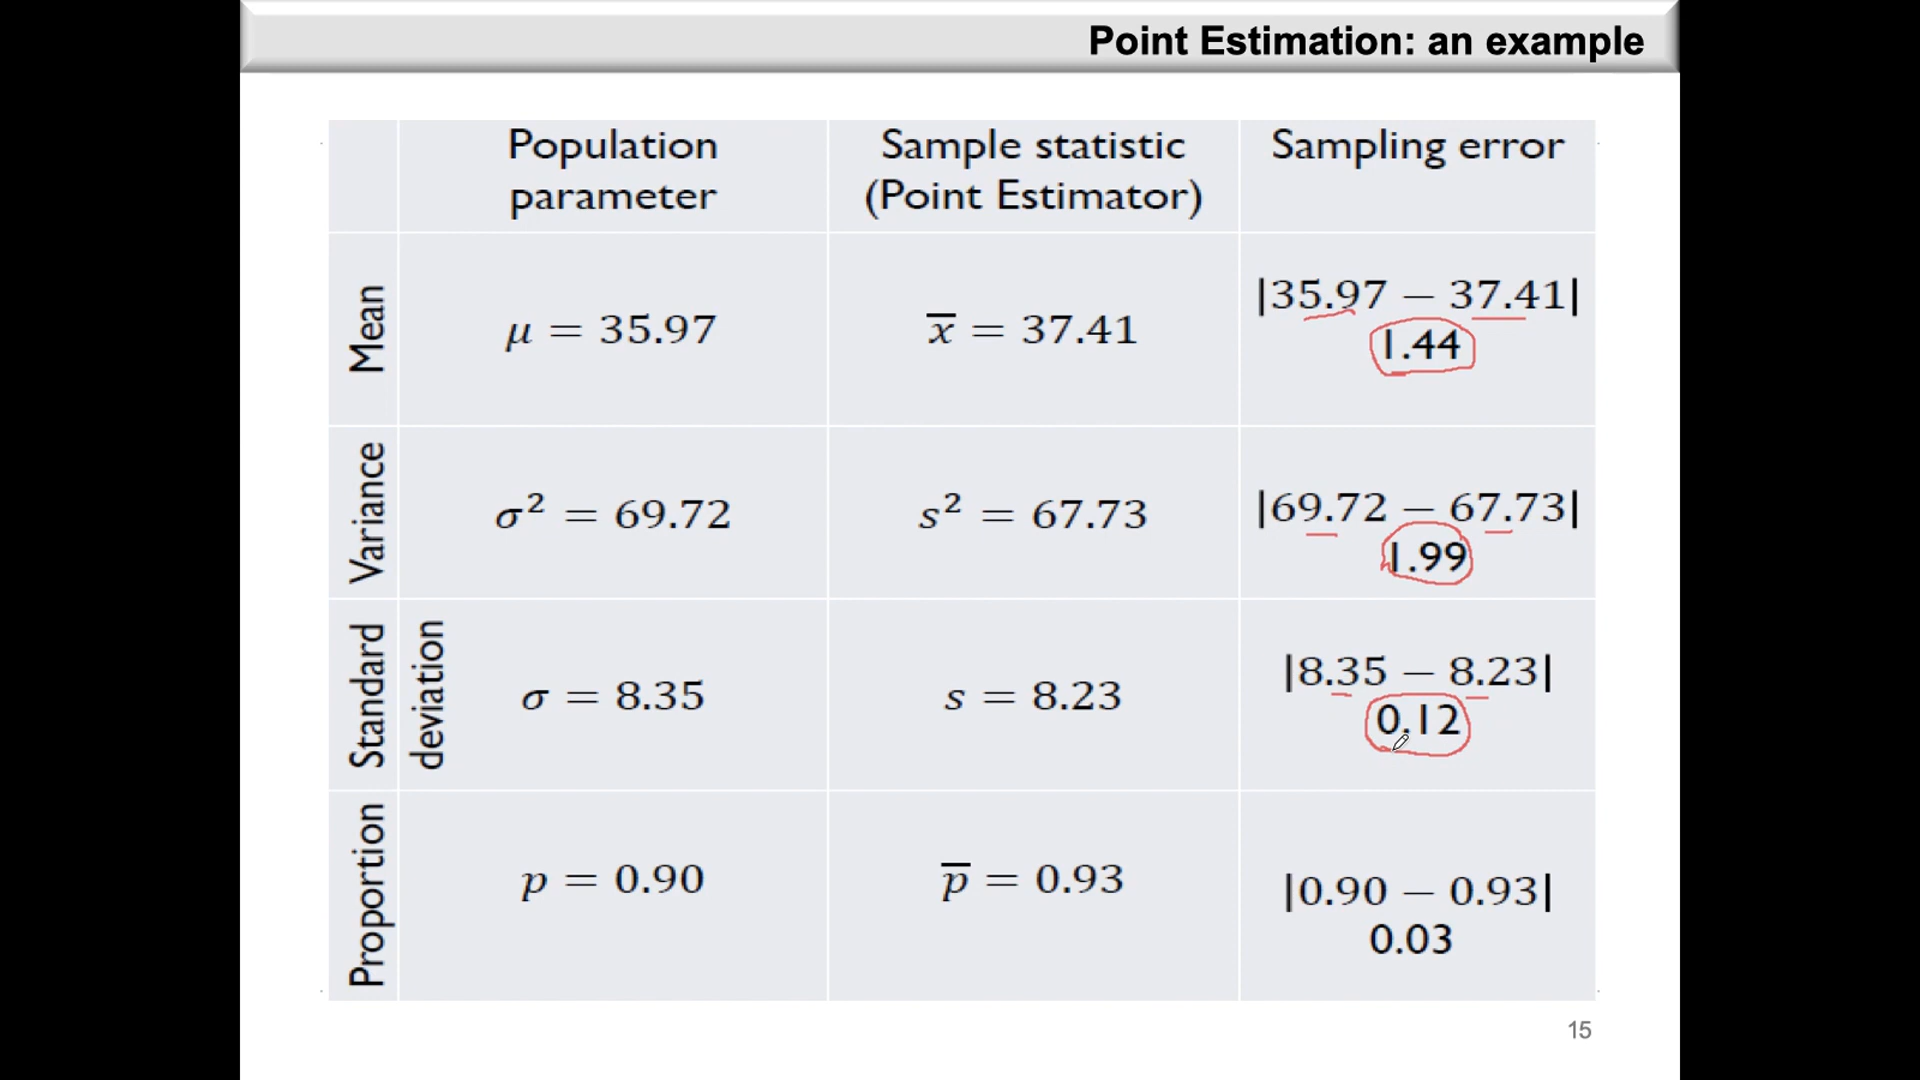 Point Estimation: an example
Population
parameter
Sample statistic
(Point Estimator)
Sampling error
Mean
μ = 35.97
x̅ = 37.41
|35.97 − 37.41|
1.44
Variance
σ² = 69.72
s² = 67.73
|69.72 − 67.73|
1.99
Standard
deviation
σ = 8.35
s = 8.23
|8.35 − 8.23|
0.12
Proportion
p = 0.90
p̅ = 0.93
|0.90 − 0.93|
0.03
15